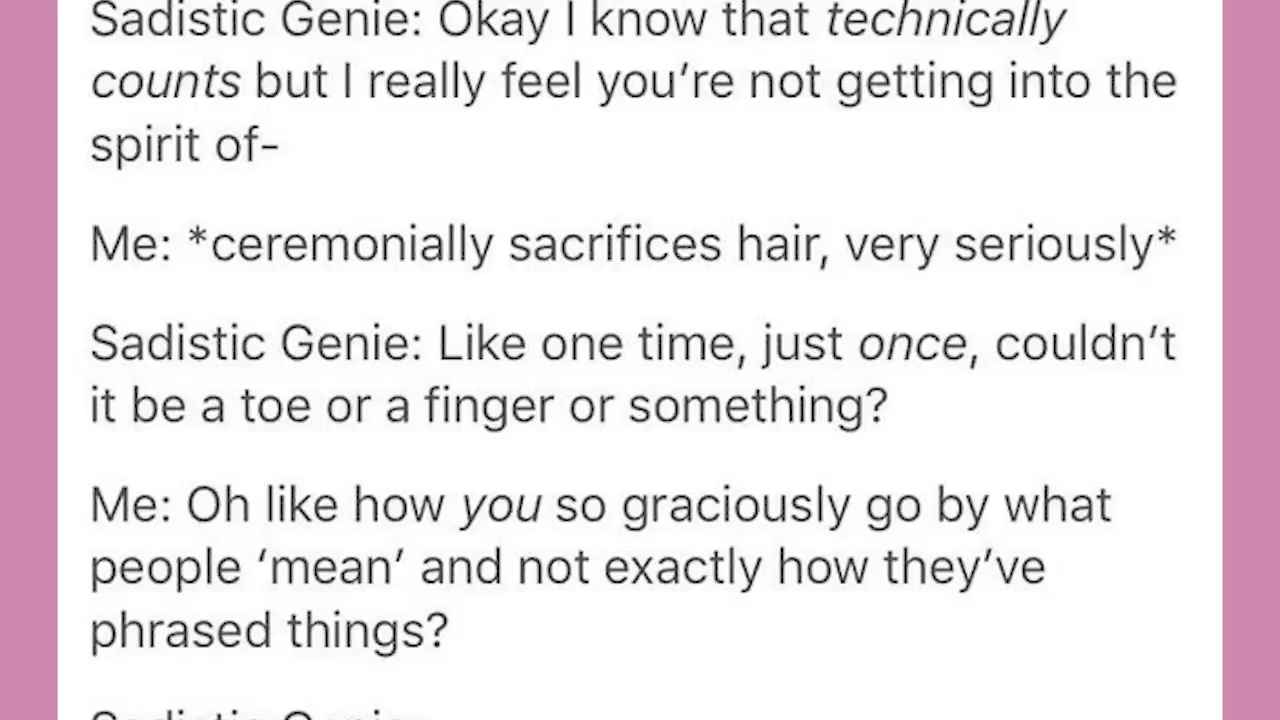 Sadistic Genie: Okay I know that technically
counts but I really feel you’re not getting into the
spirit of-
Me: *ceremonially sacrifices hair, very seriously*
Sadistic Genie: Like one time, just once, couldn’t
it be a toe or a finger or something?
Me: Oh like how you so graciously go by what
people ‘mean’ and not exactly how they’ve
phrased things?
Sadistic Genie: